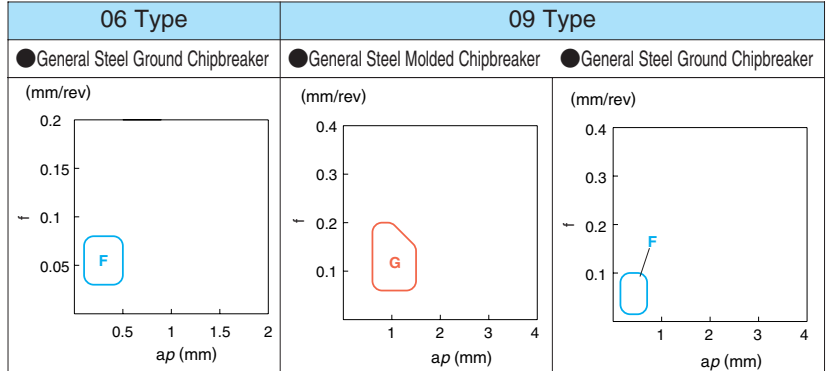 06 Type
09 Type
●General Steel Ground Chipbreaker
●General Steel Molded Chipbreaker
●General Steel Ground Chipbreaker
(mm/rev)
0.2
0.15
f
0.1
0.05
F
0.5 1 2
1.5
ap (mm)
(mm/rev)
0.4
0.3
f
0.2
0.1
G
1 2 3 4
ap (mm)
(mm/rev)
0.4
0.3
f
0.2
F
0.1
1 2 3 4
ap (mm)